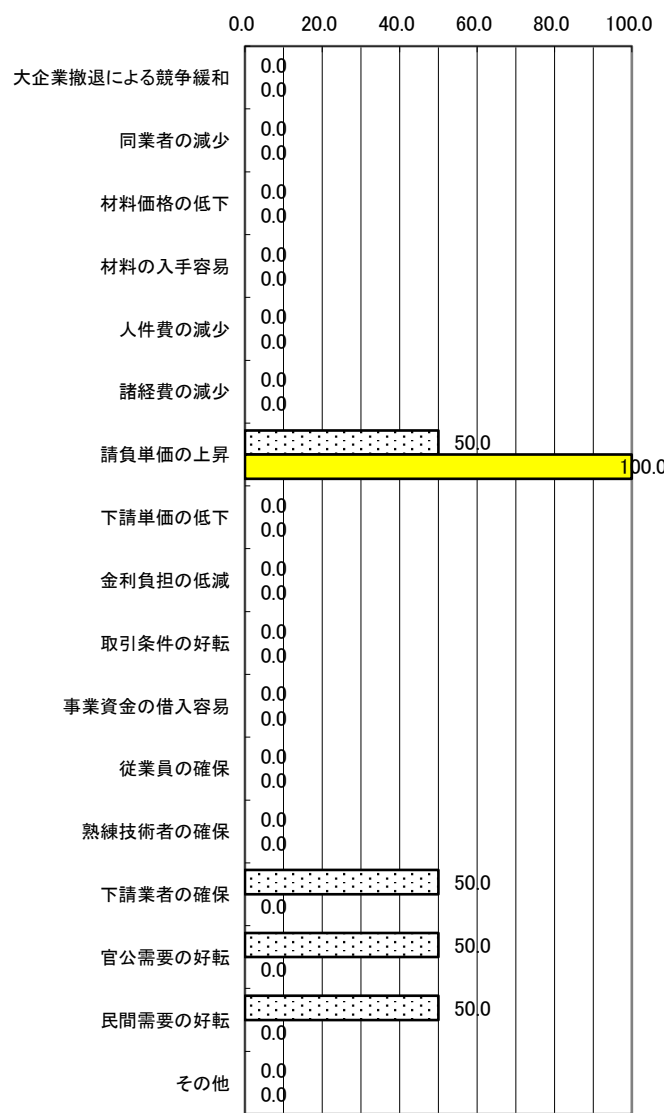 0.0 20.0 40.0 60.0 80.0 100.0
大企業撤退による競争緩和
0.0
0.0
同業者の減少
0.0
0.0
材料価格の低下
0.0
0.0
材料の入手容易
0.0
0.0
人件費の減少
0.0
0.0
諸経費の減少
0.0
0.0
請負単価の上昇
50.0
100.0
下請単価の低下
0.0
0.0
金利負担の低減
0.0
0.0
取引条件の好転
0.0
0.0
事業資金の借入容易
0.0
0.0
従業員の確保
0.0
0.0
熟練技術者の確保
0.0
0.0
下請業者の確保
50.0
0.0
官公需要の好転
50.0
0.0
民間需要の好転
50.0
0.0
その他
0.0
0.0